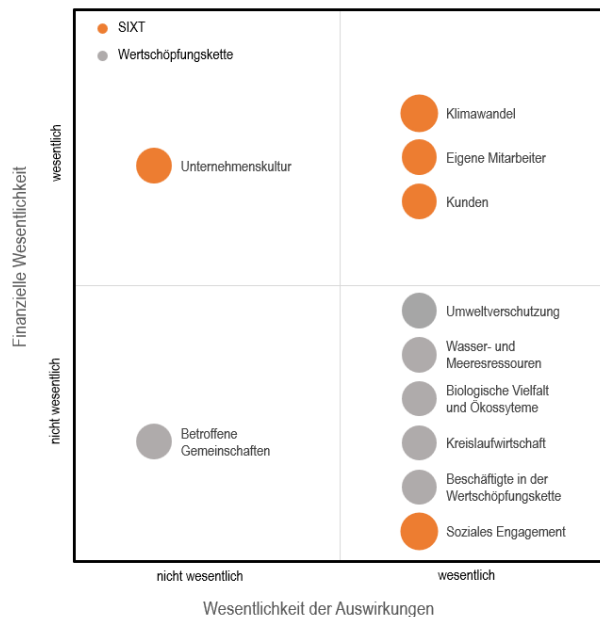 SIXT
Wertschöpfungskette
Finanzielle Wesentlichkeit
wesentlich
nicht wesentlich
Unternehmenskultur
Klimawandel
Eigene Mitarbeiter
Kunden
Betroffene
Gemeinschaften
Umweltverschutzung
Wasser- und
Meeresressouren
Biologische Vielfalt
und Ökossyteme
Kreislaufwirtschaft
Beschäftigte in der
Wertschöpfungskette
Soziales Engagement
nicht wesentlich
wesentlich
Wesentlichkeit der Auswirkungen